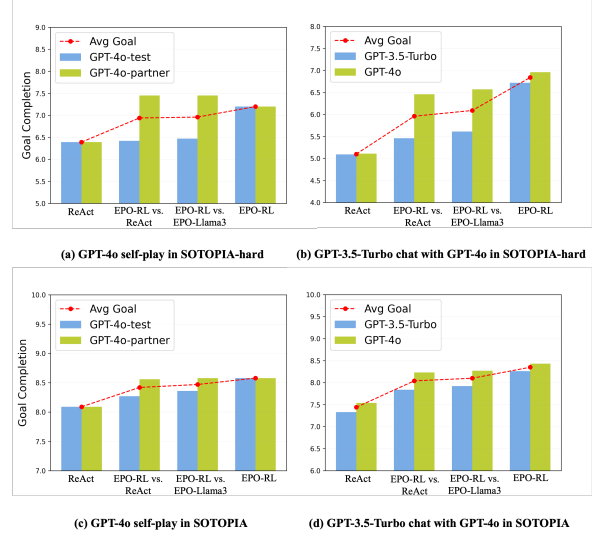 9.0
8.5
8.0
7.5
7.0
6.5
6.0
5.5
5.0
Goal Completion
Avg Goal
GPT-4o-test
GPT-4o-partner
ReAct
EPO-RL vs.
ReAct
EPO-RL vs.
EPO-Llama3
EPO-RL
(a) GPT-4o self-play in SOTOPIA-hard
8.0
7.5
7.0
6.5
6.0
5.5
5.0
4.5
4.0
Avg Goal
GPT-3.5-Turbo
GPT-4o
ReAct
EPO-RL vs.
ReAct
EPO-RL vs.
EPO-Llama3
EPO-RL
(b) GPT-3.5-Turbo chat with GPT-4o in SOTOPIA-hard
10.0
9.5
9.0
8.5
8.0
7.5
7.0
Goal Completion
Avg Goal
GPT-4o-test
GPT-4o-partner
ReAct
EPO-RL vs.
ReAct
EPO-RL vs.
EPO-Llama3
EPO-RL
(c) GPT-4o self-play in SOTOPIA
10.0
9.5
9.0
8.5
8.0
7.5
7.0
6.5
6.0
Avg Goal
GPT-3.5-Turbo
GPT-4o
ReAct
EPO-RL vs.
ReAct
EPO-RL vs.
EPO-Llama3
EPO-RL
(d) GPT-3.5-Turbo chat with GPT-4o in SOTOPIA